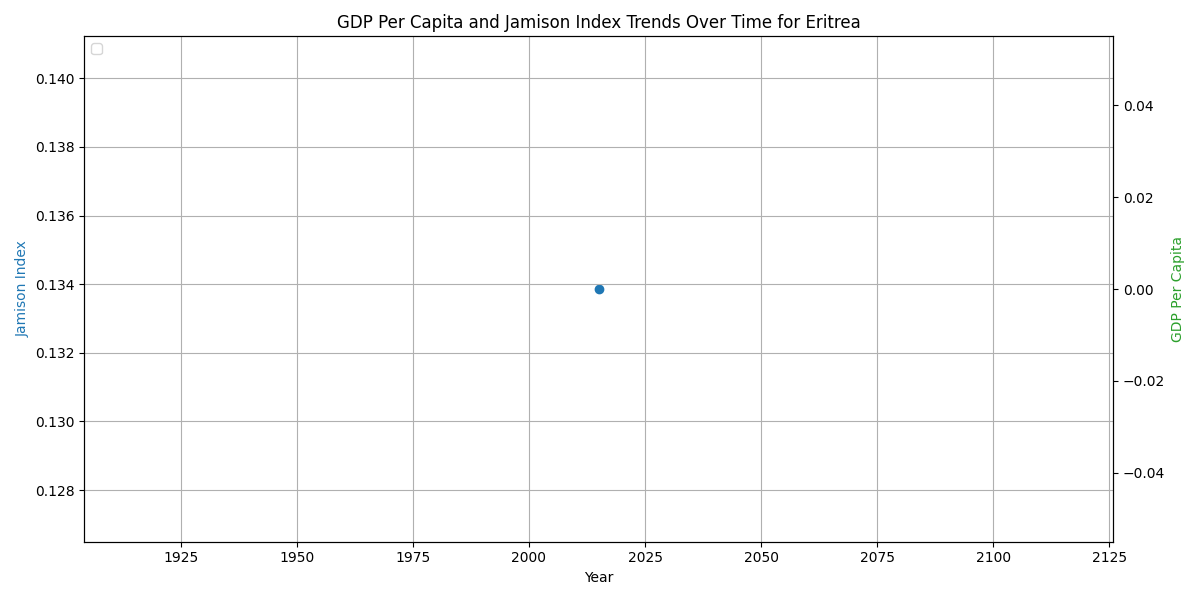 GDP Per Capita and Jamison Index Trends Over Time for Eritrea
0.140
0.138
0.136
0.134
0.132
0.130
0.128
Jamison Index
0.04
0.02
0.00
−0.02
−0.04
GDP Per Capita
1925 1950 1975 2000 2025 2050 2075 2100 2125
Year